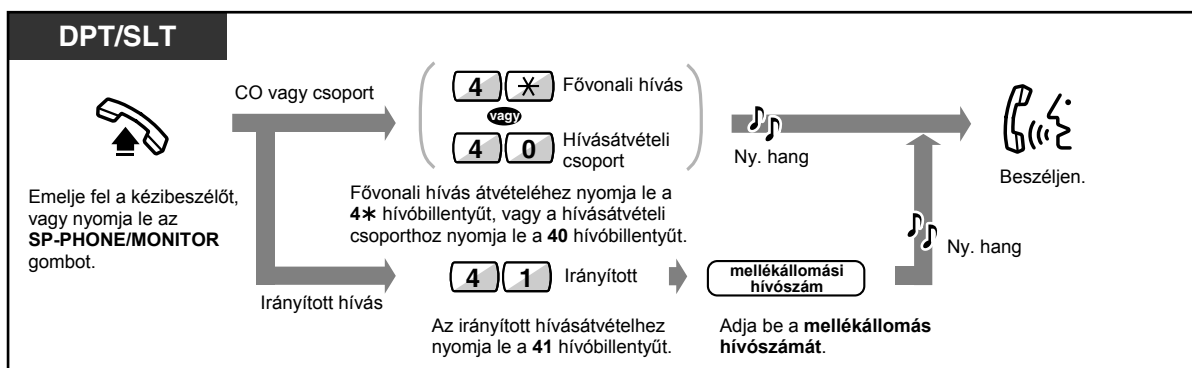 DPT/SLT
CO vagy csoport
4 ✳ Fővonali hívás
vagy
4 0 Hívásátvételi
csoport
Ny. hang
Beszéljen.
Emelje fel a kézibeszélőt,
vagy nyomja le az
SP-PHONE/MONITOR
gombot.
Fővonali hívás átvételéhez nyomja le a
4✳ hívóbillentyűt, vagy a hívásátvételi
csoporthoz nyomja le a 40 hívóbillentyűt.
Ny. hang
Irányított hívás
4 1 Irányított
mellékállomási
hívószám
Az irányított hívásátvételhez
nyomja le a 41 hívóbillentyűt.
Adja be a mellékállomás
hívószámát.